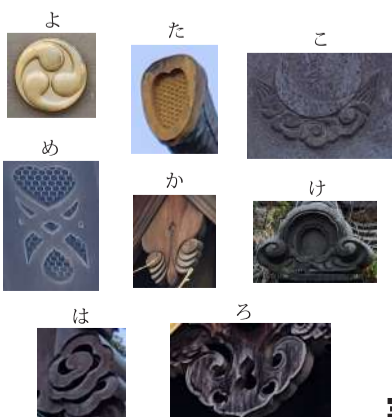 よ た こ
め か け
は ろ